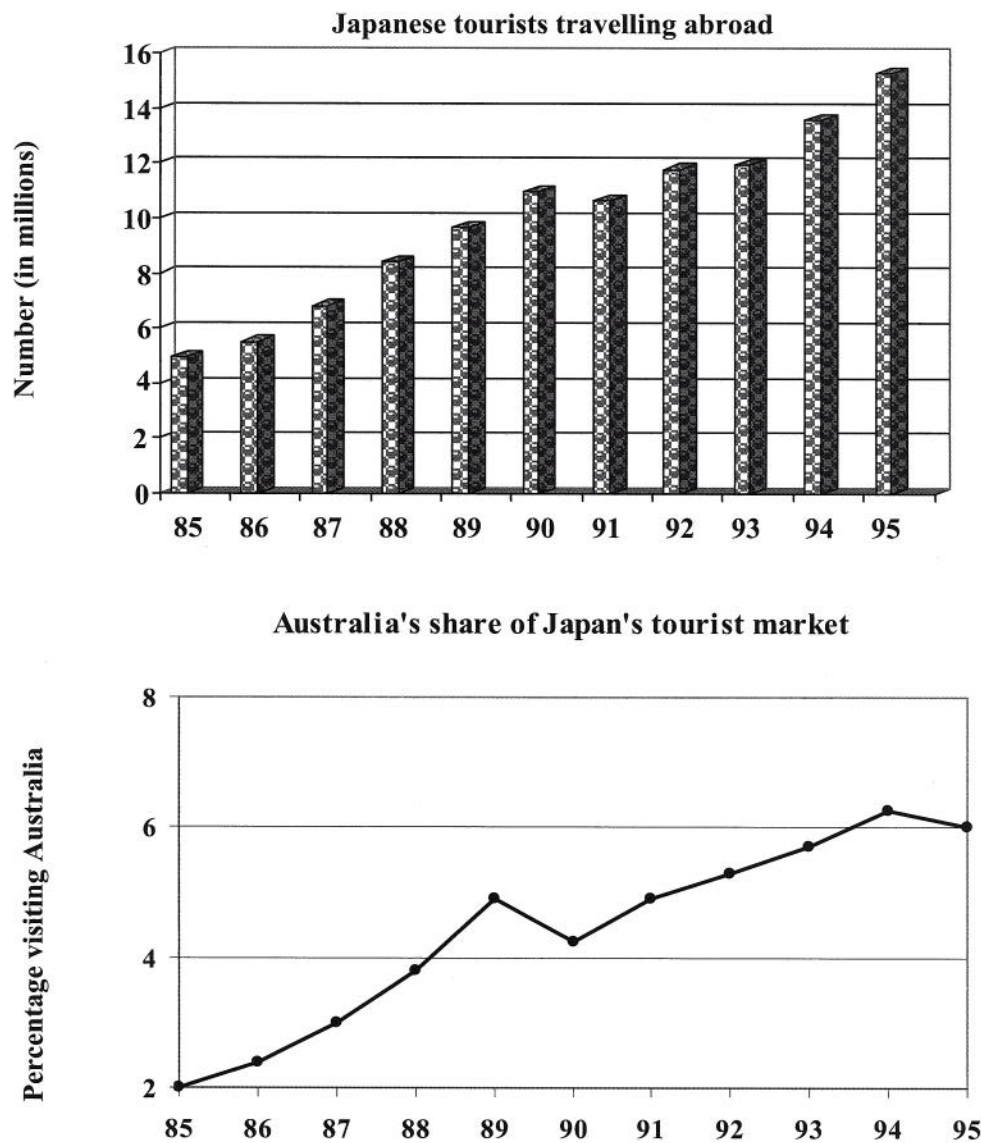 Japanese tourists travelling abroad
Number (in millions)
16
14
12
10
8
6
4
2
0
85 86 87 88 89 90 91 92 93 94 95
Australia's share of Japan's tourist market
Percentage visiting Australia
8
6
4
2
85 86 87 88 89 90 91 92 93 94 95